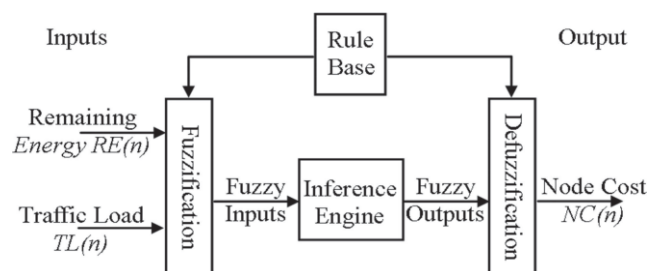 Inputs
Rule
Base
Output
Remaining
Energy RE(n)
Traffic Load
TL(n)
Fuzzification
Fuzzy
Inputs
Inference
Engine
Fuzzy
Outputs
Defuzzification
Node Cost
NC(n)